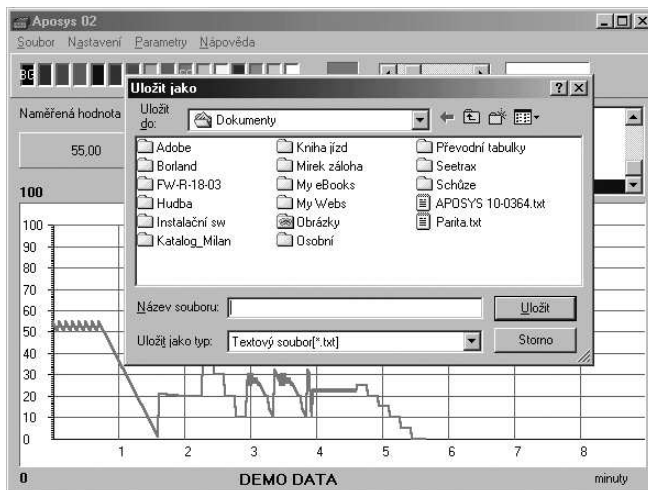 Aposys 02
Soubor Nastavení Parametry Nápověda
BG
Uložit jako
Uložit do: Dokumenty
Naměřená hodnota
55,00
Adobe Kniha jízd Převodní tabulky
Borland Mirek záloha Seetrax
FW-R-18-03 My eBooks Schůze
Hudba My Webs APOSYS 10-0364.txt
Instalační sw Obrázky Parita.txt
Katalog_Milan Osobní
Název souboru: Uložit
Uložit jako typ: Textový soubor[*.txt] Storno
100
100
90
80
70
60
50
40
30
20
10
0
1 2 3 4 5 6 7 8
0 DEMO DATA minuty